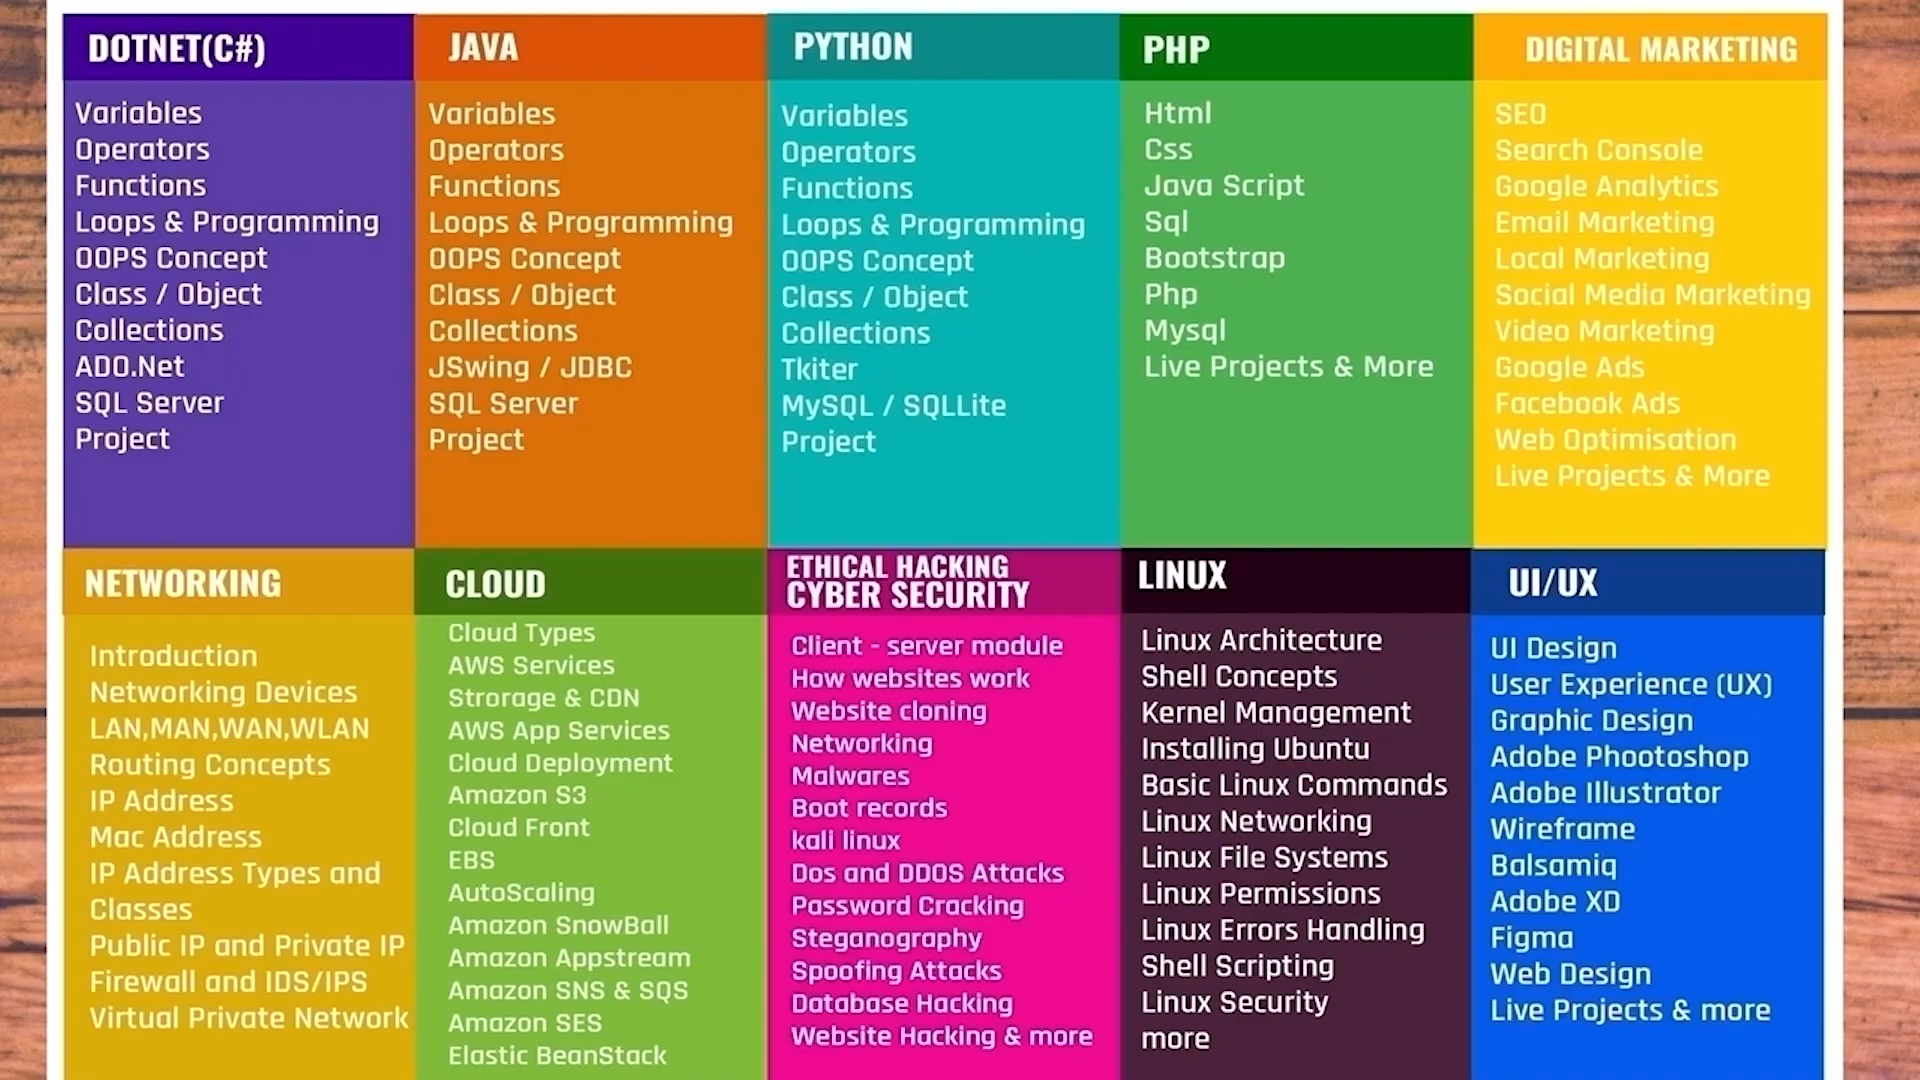 DOTNET(C#)
Variables
Operators
Functions
Loops & Programming
OOPS Concept
Class / Object
Collections
ADO.Net
SQL Server
Project
JAVA
Variables
Operators
Functions
Loops & Programming
OOPS Concept
Class / Object
Collections
JSwing / JDBC
SQL Server
Project
PYTHON
Variables
Operators
Functions
Loops & Programming
OOPS Concept
Class / Object
Collections
Tkiter
MySQL / SQLLite
Project
PHP
Html
Css
Java Script
Sql
Bootstrap
Php
Mysql
Live Projects & More
DIGITAL MARKETING
SEO
Search Console
Google Analytics
Email Marketing
Local Marketing
Social Media Marketing
Video Marketing
Google Ads
Facebook Ads
Web Optimisation
Live Projects & More
NETWORKING
Introduction
Networking Devices
LAN,MAN,WAN,WLAN
Routing Concepts
IP Address
Mac Address
IP Address Types and
Classes
Public IP and Private IP
Firewall and IDS/IPS
Virtual Private Network
CLOUD
Cloud Types
AWS Services
Strorage & CDN
AWS App Services
Cloud Deployment
Amazon S3
Cloud Front
EBS
AutoScaling
Amazon SnowBall
Amazon Appstream
Amazon SNS & SQS
Amazon SES
Elastic BeanStack
ETHICAL HACKING
CYBER SECURITY
Client - server module
How websites work
Website cloning
Networking
Malwares
Boot records
kali linux
Dos and DDOS Attacks
Password Cracking
Steganography
Spoofing Attacks
Database Hacking
Website Hacking & more
LINUX
Linux Architecture
Shell Concepts
Kernel Management
Installing Ubuntu
Basic Linux Commands
Linux Networking
Linux File Systems
Linux Permissions
Linux Errors Handling
Shell Scripting
Linux Security
more
UI/UX
UI Design
User Experience (UX)
Graphic Design
Adobe Phootoshop
Adobe Illustrator
Wireframe
Balsamiq
Adobe XD
Figma
Web Design
Live Projects & more